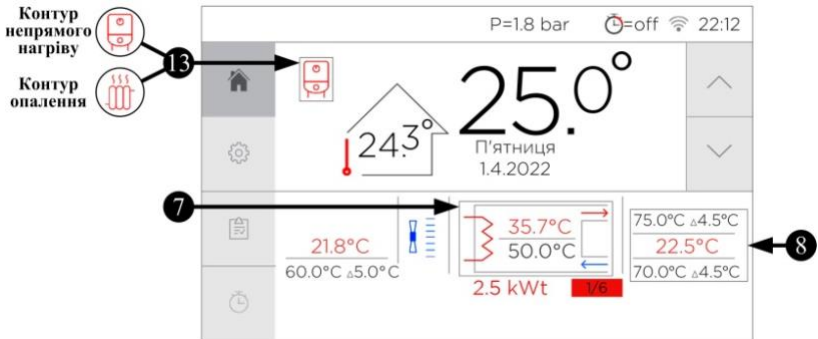 Контур
непрямого
нагріву
Контур
опалення
13
P=1.8 bar =off 22:12
25.0°
24.3°
П'ятниця
1.4.2022
7
8
21.8°C
60.0°C △5.0°C
35.7°C
50.0°C
2.5 kWt 1/6
75.0°C △4.5°C
22.5°C
70.0°C △4.5°C